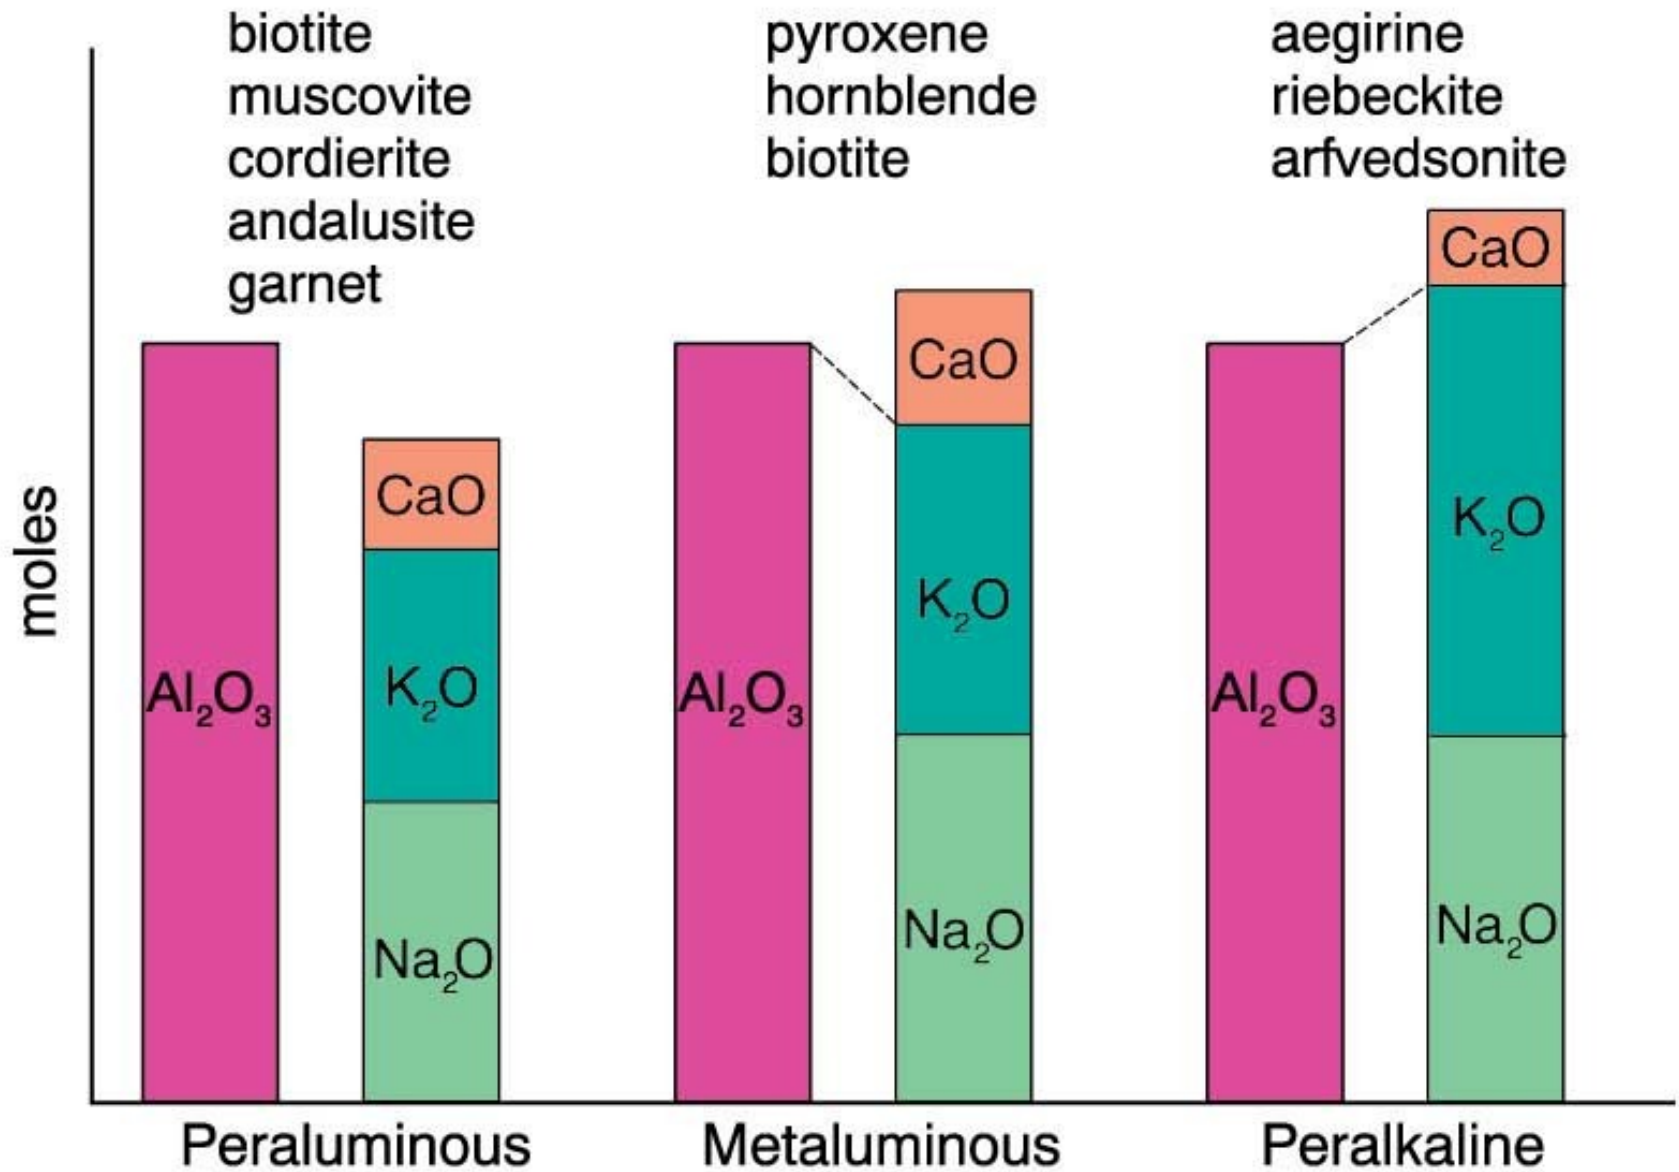 biotite
muscovite
cordierite
andalusite
garnet
pyroxene
hornblende
biotite
aegirine
riebeckite
arfvedsonite
moles
Al₂O₃
CaO
K₂O
Na₂O
Al₂O₃
CaO
K₂O
Na₂O
Al₂O₃
CaO
K₂O
Na₂O
Peraluminous
Metaluminous
Peralkaline